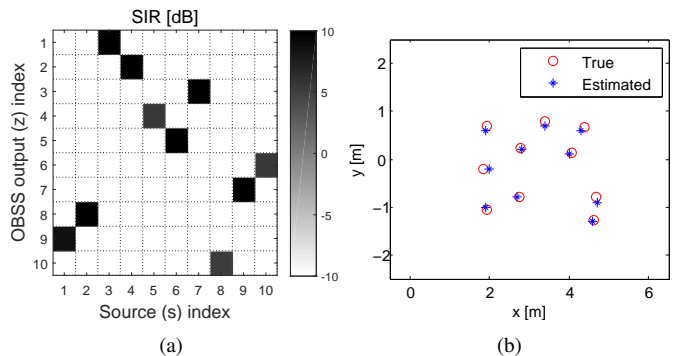 SIR [dB]
OBSS output (z) index
1
2
3
4
5
6
7
8
9
10
1 2 3 4 5 6 7 8 9 10
Source (s) index
10
5
0
-5
-10
(a)
True
Estimated
y [m]
2
1
0
−1
−2
0 2 4 6
x [m]
(b)